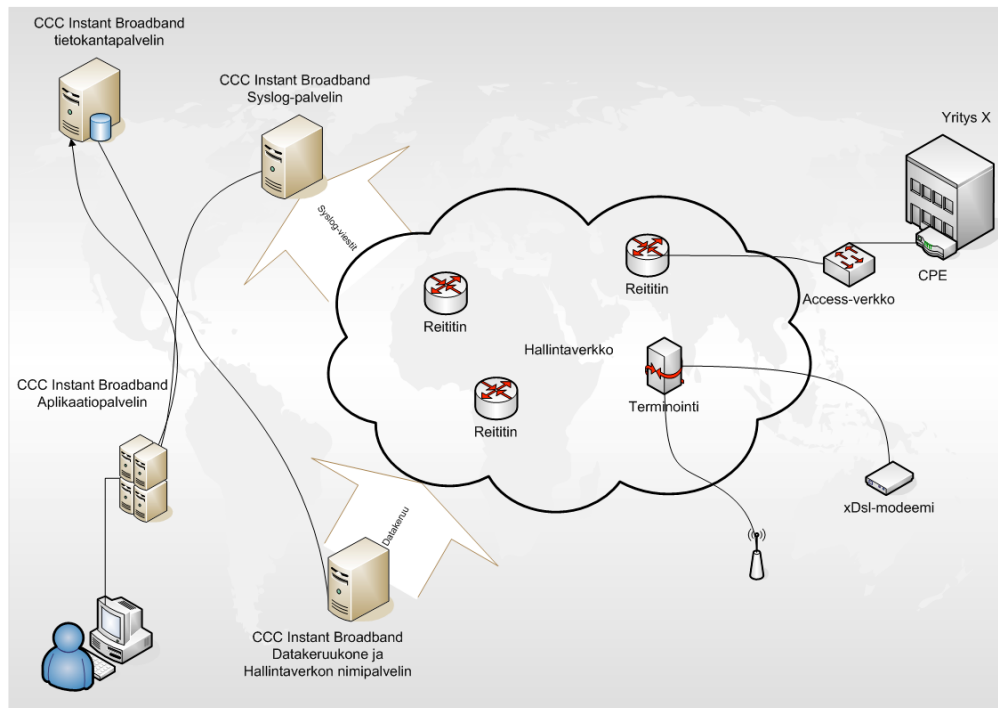 CCC Instant Broadband
tietokantapalvelin
CCC Instant Broadband
Syslog-palvelin
Yritys X
Syslog-viestit
Reititin
Reititin
CPE
Access-verkko
Hallintaverkko
CCC Instant Broadband
Aplikaatiopalvelin
Reititin
Terminointi
xDsl-modeemi
Datakeruu
CCC Instant Broadband
Datakeruukone ja
Hallintaverkon nimipalvelin